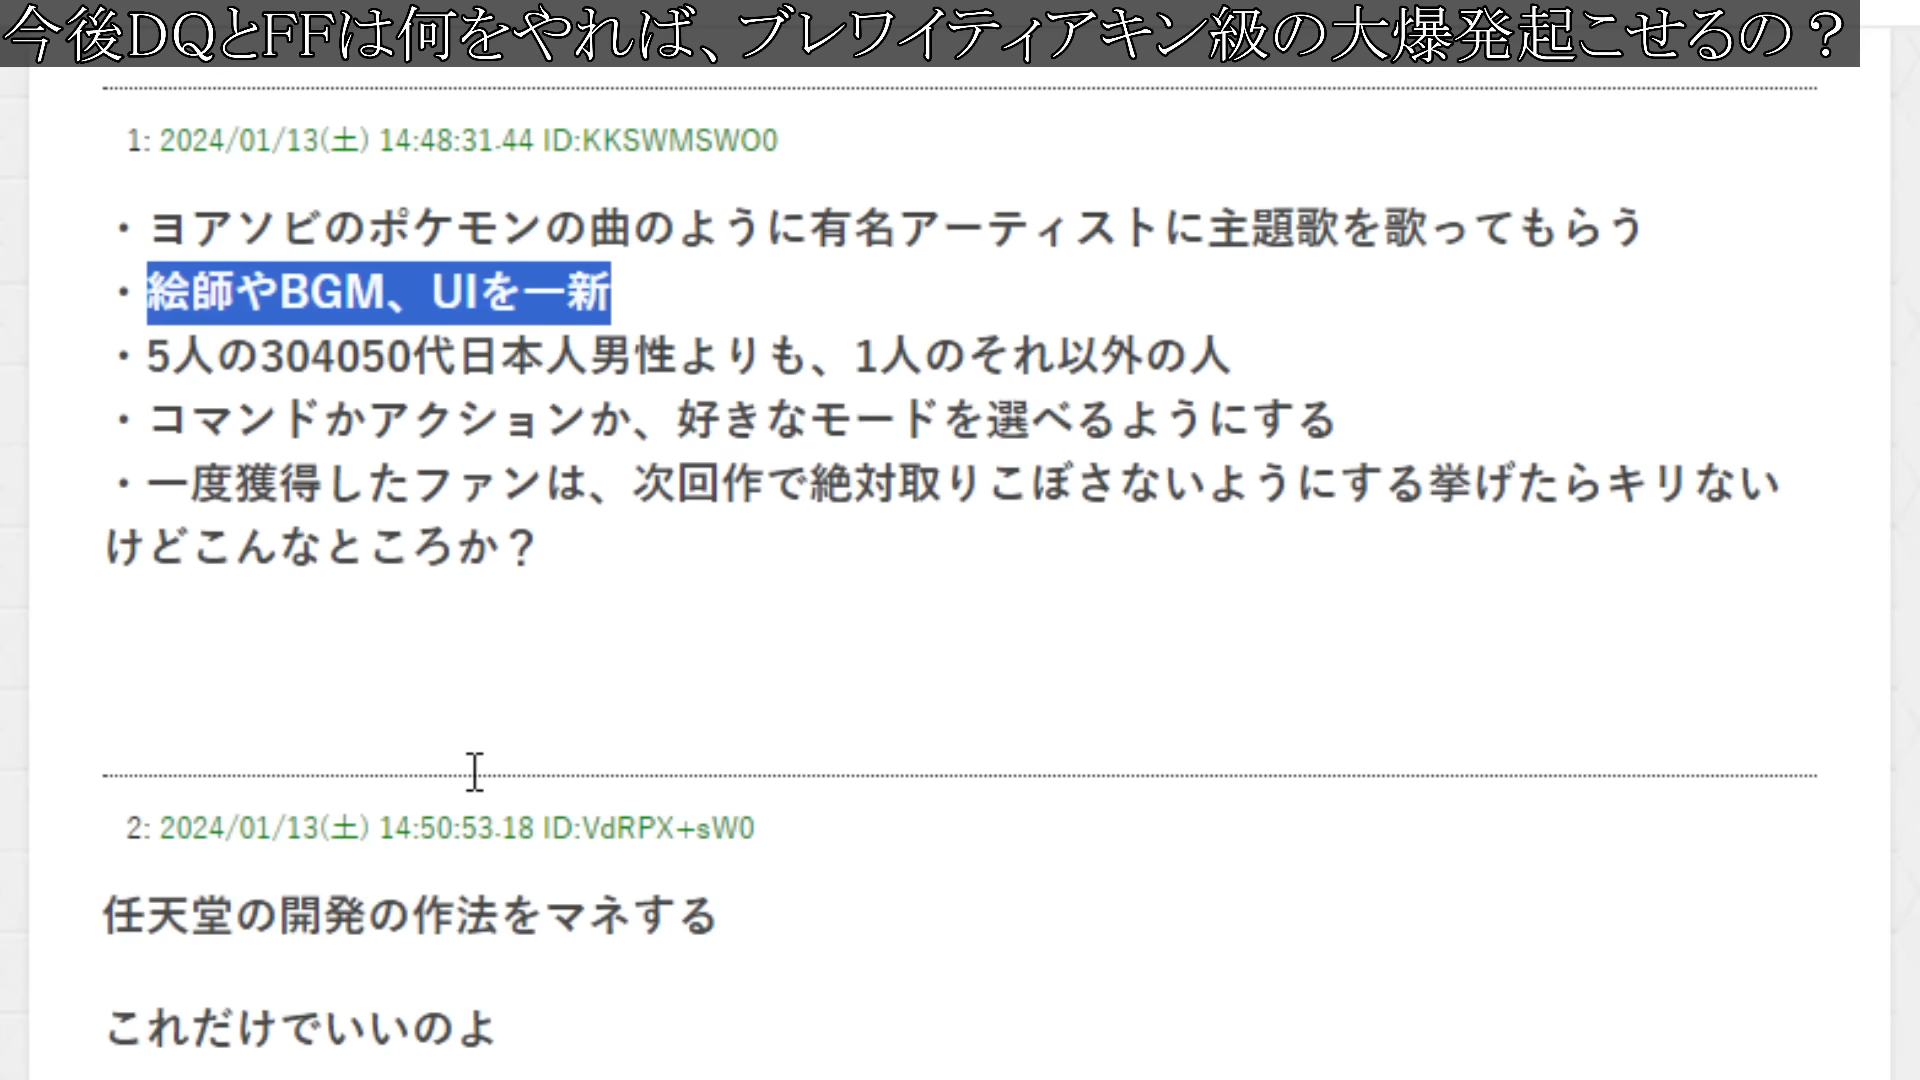 今後DQとFFは何をやれば、ブレワイティアキン級の大爆発起こせるの？
1: 2024/01/13(土) 14:48:31.44 ID:KKSWMSWO0
・ヨアソビのポケモンの曲のように有名アーティストに主題歌を歌ってもらう
・絵師やBGM、UIを一新
・5人の304050代日本人男性よりも、1人のそれ以外の人
・コマンドかアクションか、好きなモードを選べるようにする
・一度獲得したファンは、次回作で絶対取りこぼさないようにする挙げたらキリない
けどこんなところか？
2: 2024/01/13(土) 14:50:53.18 ID:VdRPX+sW0
任天堂の開発の作法をマネする
これだけでいいのよ